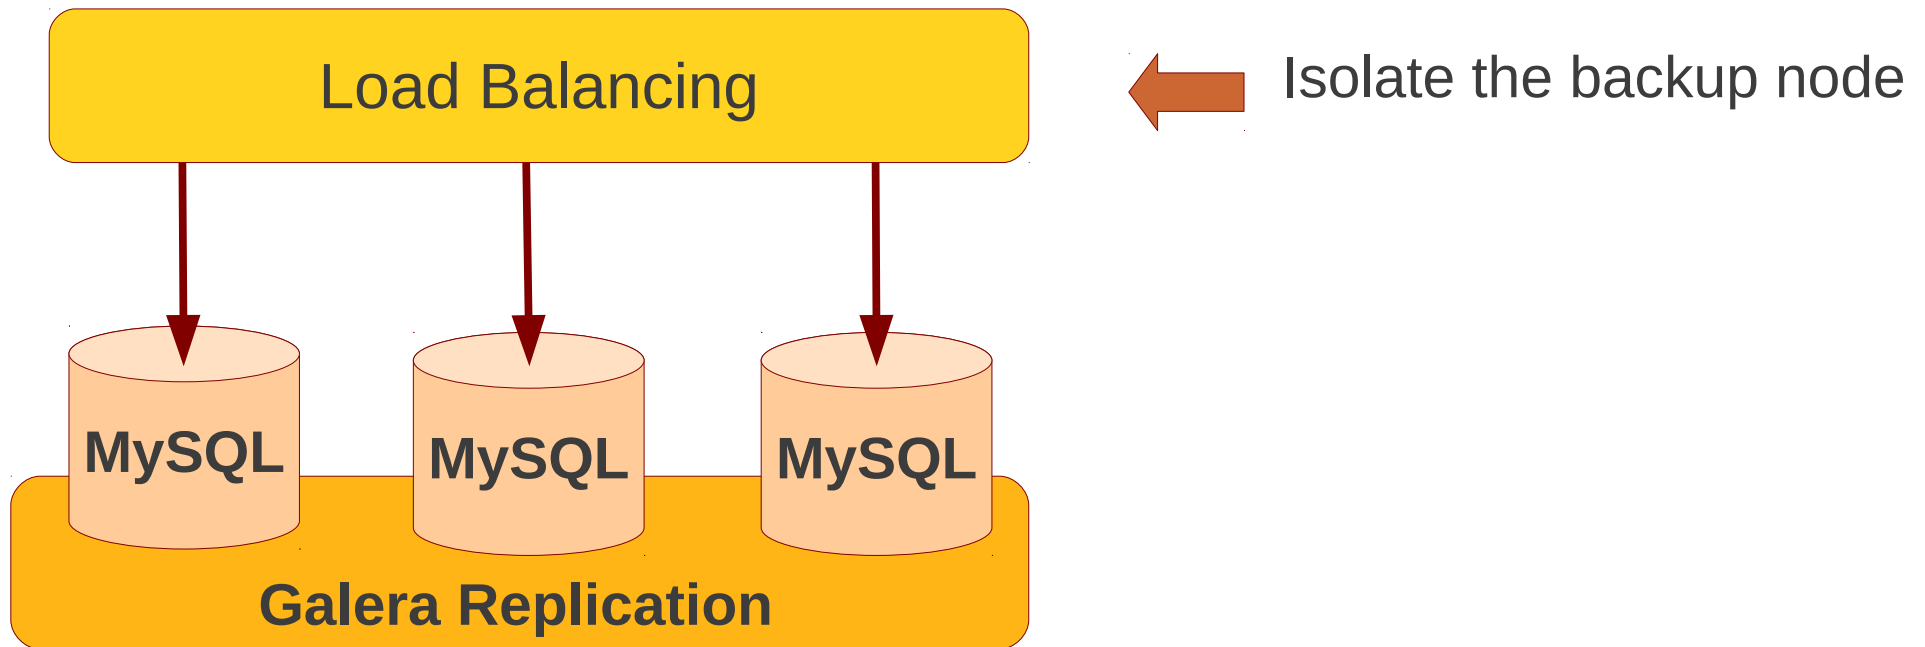 Load Balancing
Isolate the backup node
MySQL
MySQL
MySQL
Galera Replication